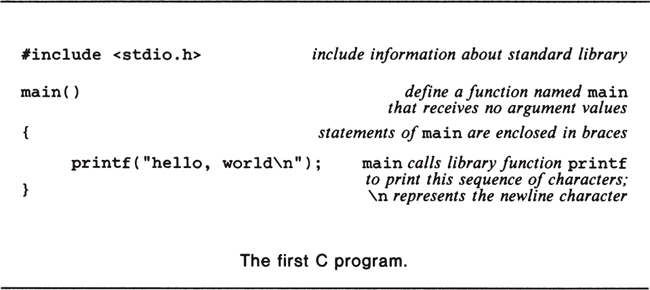 #include <stdio.h> include information about standard library
main() define a function named main
that receives no argument values
{ statements of main are enclosed in braces
printf("hello, world\n"); main calls library function printf
to print this sequence of characters;
} \n represents the newline character
The first C program.